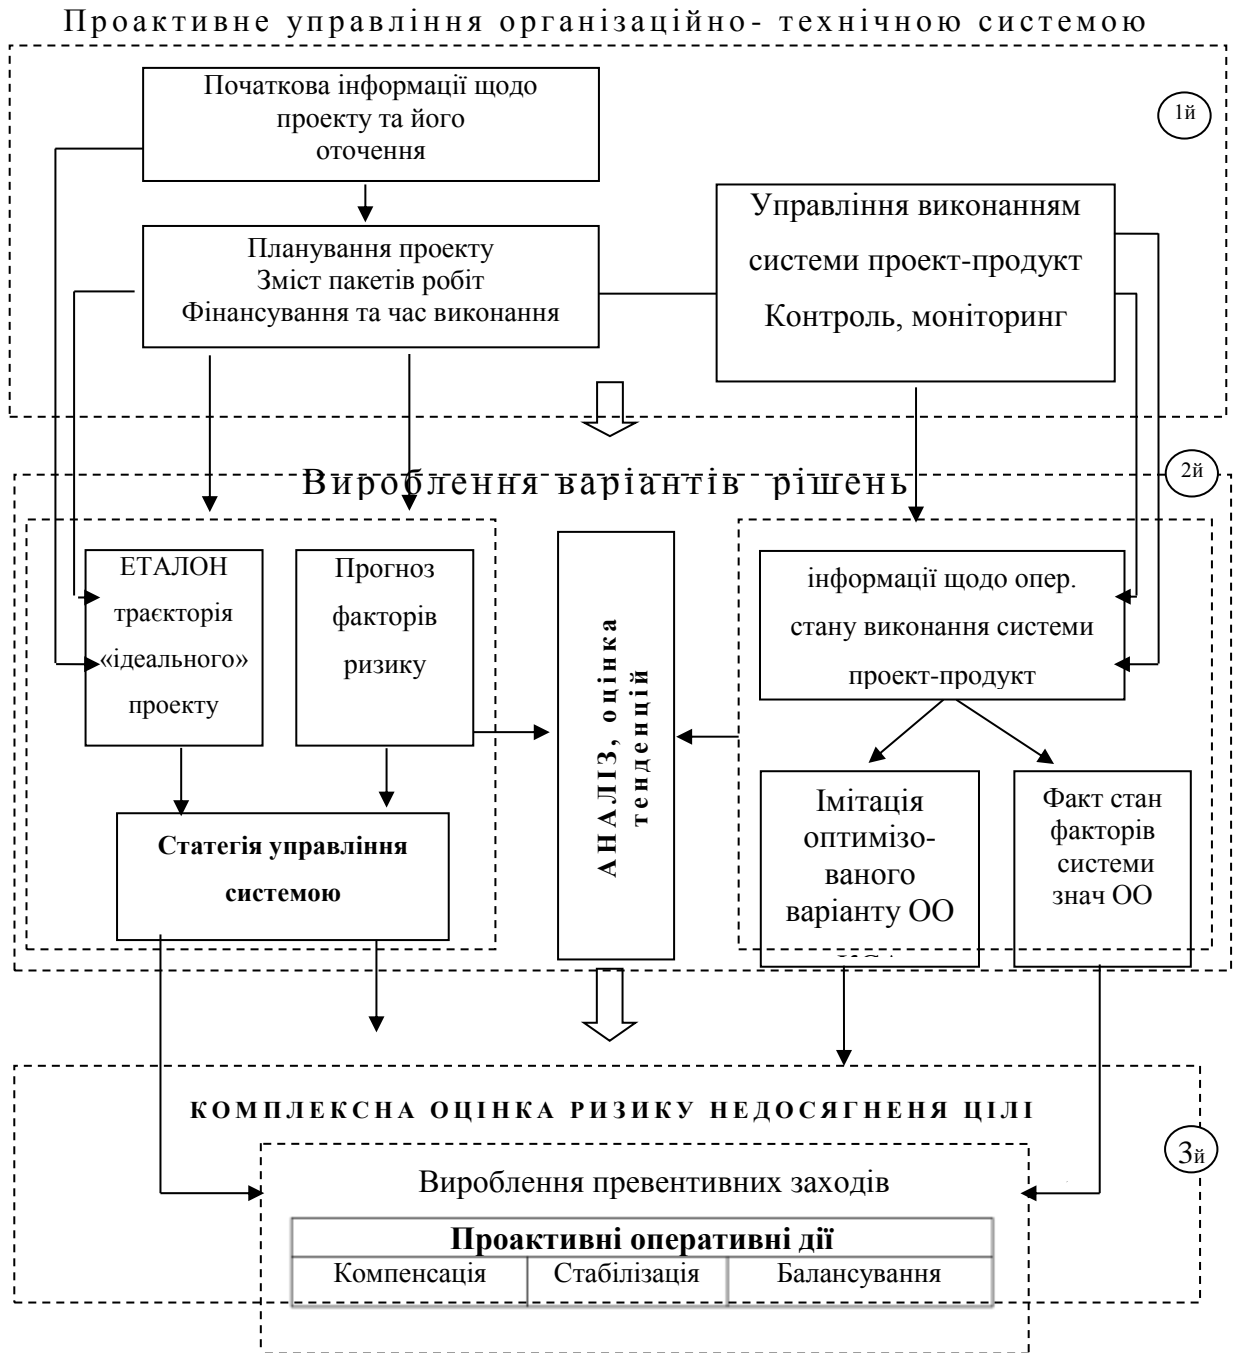 Проактивне управління організаційно- технічною системою
Початкова інформації щодо
проекту та його
оточення
1й
Управління виконанням
системи проект-продукт
Контроль, моніторинг
Планування проекту
Зміст пакетів робіт
Фінансування та час виконання
Вироблення варіантів рішень
2й
ЕТАЛОН
траєкторія
«ідеального»
проекту
Прогноз
факторів
ризику
АНАЛІЗ, оцінка
тенденцій
інформації щодо опер.
стану виконання системи
проект-продукт
Статегія управління
системою
Імітація
оптимізо-
ваного
варіанту ОО
Факт стан
факторів
системи
знач ОО
КОМПЛЕКСНА ОЦІНКА РИЗИКУ НЕДОСЯГНЕНЯ ЦІЛІ
3й
Вироблення превентивних заходів
Проактивні оперативні дії
Компенсація
Стабілізація
Балансування